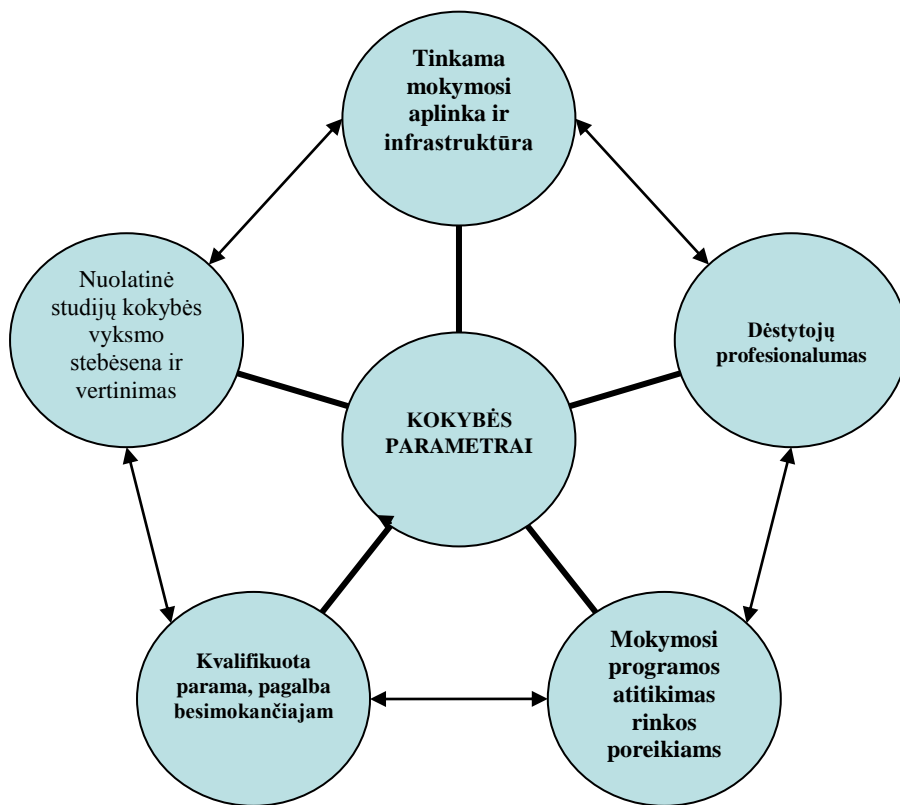 Tinkama
mokymosi
aplinka ir
infrastruktūra
Nuolatinė
studijų kokybės
vyksmo
stebėsena ir
vertinimas
Dėstytojų
profesionalumas
KOKYBĖS
PARAMETRAI
Kvalifikuota
parama, pagalba
besimokančiajam
Mokymosi
programos
atitikimas
rinkos
poreikiams